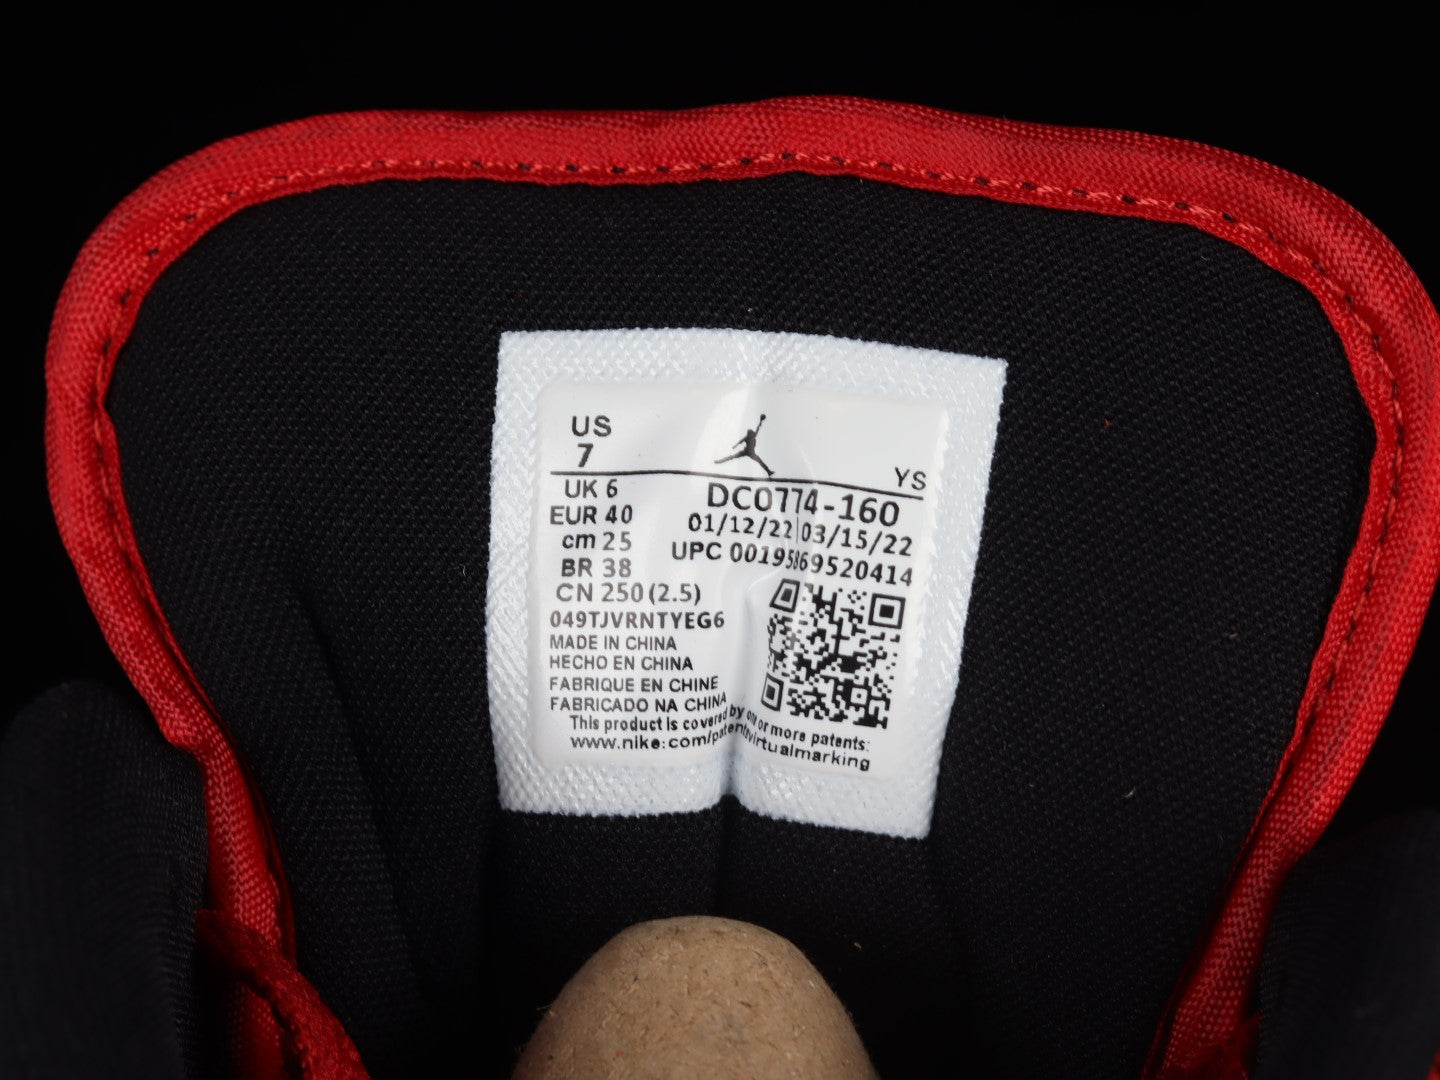 US
7
YS
UK 6
EUR 40
cm 25
BR 38
CN 250(2.5)
DC0774-160
01/12/22 03/15/22
UPC 00195869520414
049TJVRNTYEG6
MADE IN CHINA
HECHO EN CHINA
FABRIQUE EN CHINE
FABRICADO NA CHINA
This product is covered by one or more patents:
www.nike:com/patentsvirtualmarking